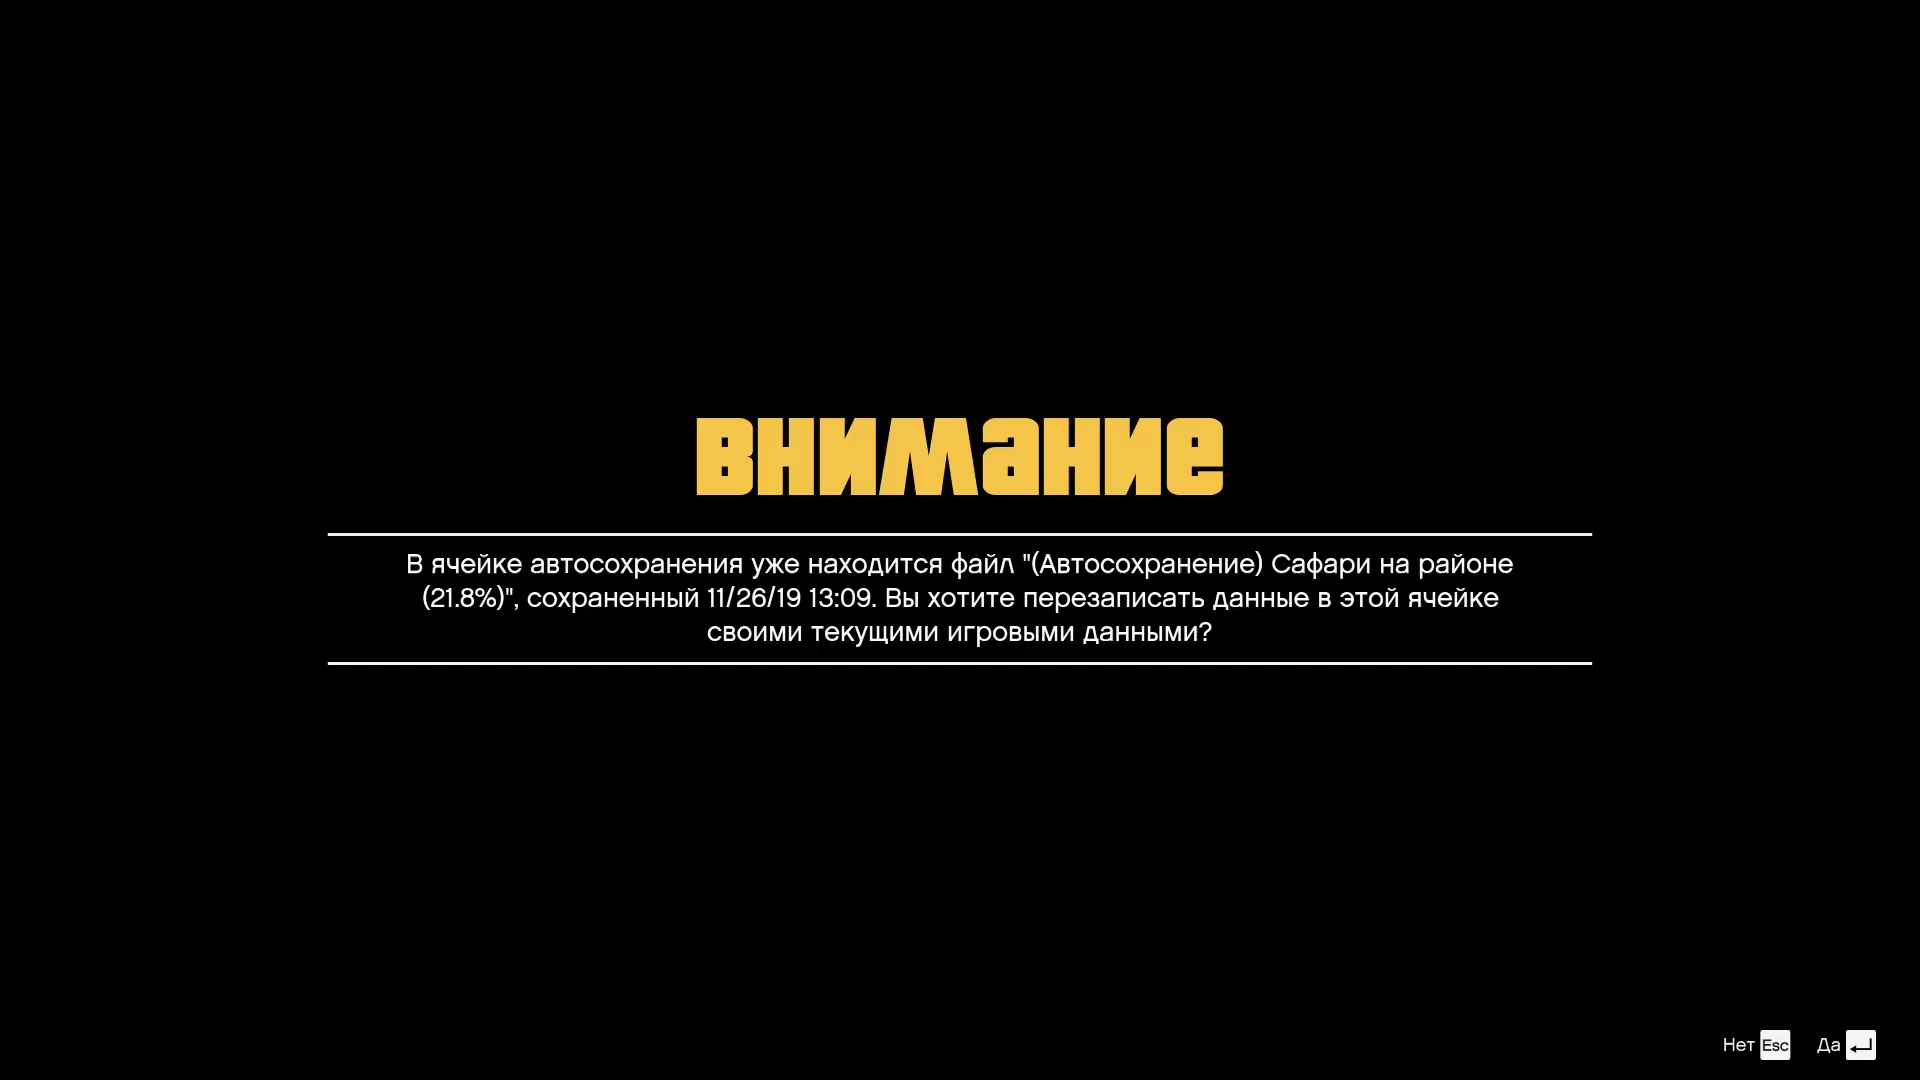 внимание
В ячейке автосохранения уже находится файл "(Автосохранение) Сафари на районе
(21.8%)", сохраненный 11/26/19 13:09. Вы хотите перезаписать данные в этой ячейке
своими текущими игровыми данными?
Нет Esc Да